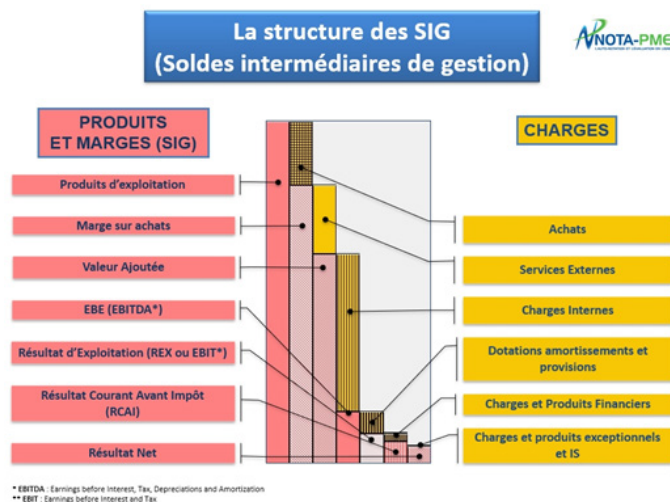 La structure des SIG
(Soldes intermédiaires de gestion)
NOTA-PME
PRODUITS
ET MARGES (SIG)
CHARGES
Produits d'exploitation
Marge sur achats
Valeur Ajoutée
EBE (EBITDA*)
Résultat d'Exploitation (REX ou EBIT*)
Résultat Courant Avant Impôt
(RCAI)
Résultat Net
Achats
Services Externes
Charges Internes
Dotations amortissements et
provisions
Charges et Produits Financiers
Charges et produits exceptionnels
et IS
* EBITDA : Earnings before Interest, Tax, Depreciations and Amortization
** EBIT : Earnings before Interest and Tax